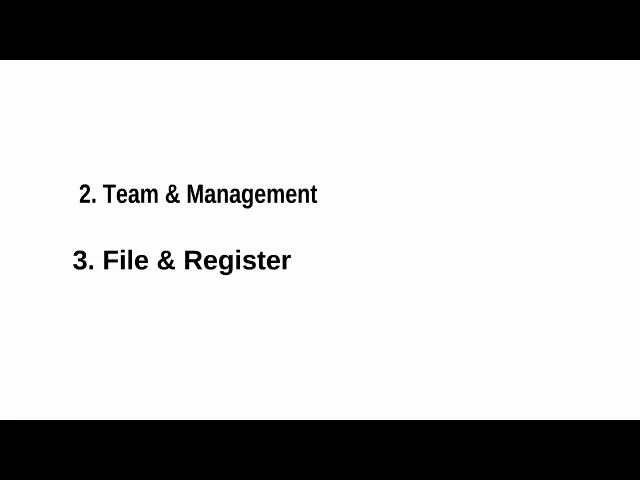 2. Team & Management
3. File & Register